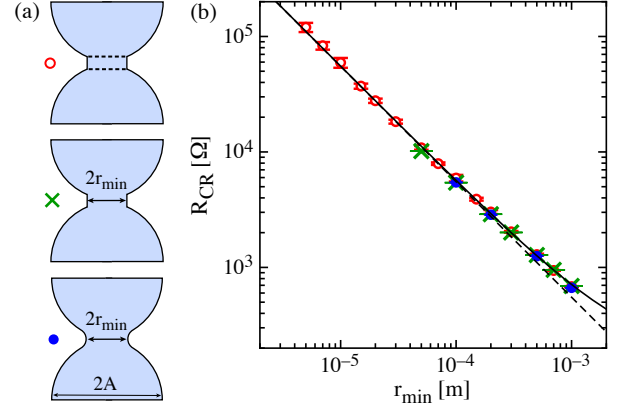 (a)
2r_min
2r_min
2A
(b)
R_CR [Ω]
10^5
10^4
10^3
10^−5
10^−4
10^−3
r_min [m]